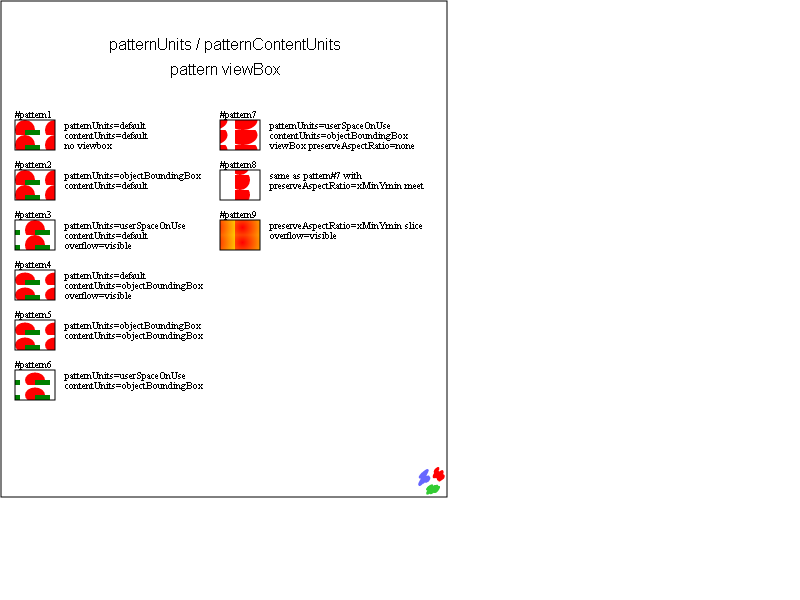 patternUnits / patternContentUnits
pattern viewBox
#pattern1
patternUnits=default
contentUnits=default
no viewbox
#pattern2
patternUnits=objectBoundingBox
contentUnits=default
#pattern3
patternUnits=userSpaceOnUse
contentUnits=default
overflow=visible
#pattern4
patternUnits=default
contentUnits=objectBoundingBox
overflow=visible
#pattern5
patternUnits=objectBoundingBox
contentUnits=objectBoundingBox
#pattern6
patternUnits=userSpaceOnUse
contentUnits=objectBoundingBox
#pattern7
patternUnits=userSpaceOnUse
contentUnits=objectBoundingBox
viewBox preserveAspectRatio=none
#pattern8
same as pattern#7 with
preserveAspectRatio=xMinYmin meet
#pattern9
preserveAspectRatio=xMinYmin slice
overflow=visible